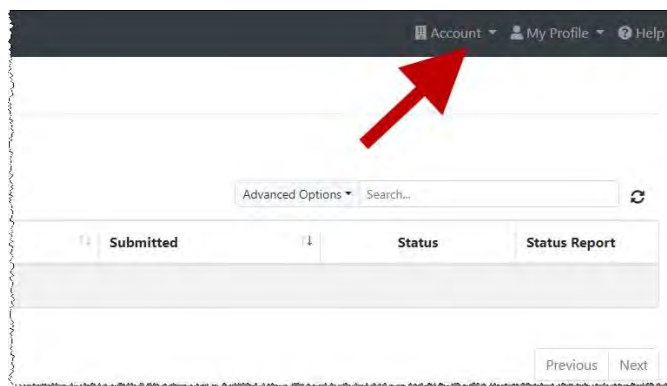 Account My Profile Help
Advanced Options Search...
Submitted Status Status Report
Previous Next